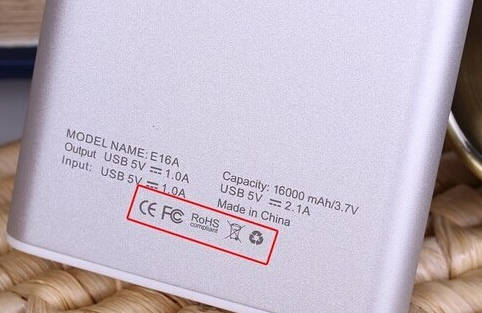 MODEL NAME: E16A
Output USB 5V ⎓ 1.0A
Input: USB 5V ⎓ 1.0A
Capacity: 16000 mAh/3.7V
USB 5V ⎓ 2.1A
Made in China
CE FC RoHS
compliant